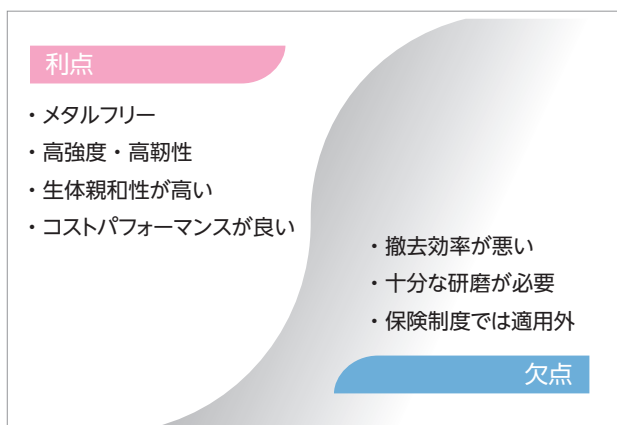 利点
・メタルフリー
・高強度・高靭性
・生体親和性が高い
・コストパフォーマンスが良い
・撤去効率が悪い
・十分な研磨が必要
・保険制度では適用外
欠点